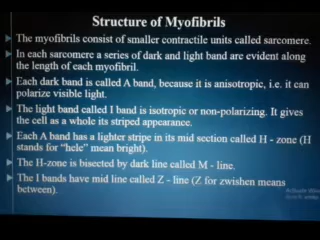 Structure of Myofibrils
The myofibrils consist of smaller contractile units called sarcomere.
In each sarcomere a series of dark and light band are evident along
the length of each myofibril.
Each dark band is called A band, because it is anisotropic, i.e. it can
polarize visible light.
The light band called I band is isotropic or non-polarizing. It gives
the cell as a whole its striped appearance.
Each A band has a lighter stripe in its mid section called H - zone (H
stands for "hele" mean bright).
The H-zone is bisected by dark line called M - line.
The I bands have mid line called Z - line (Z for zwishen means
between).